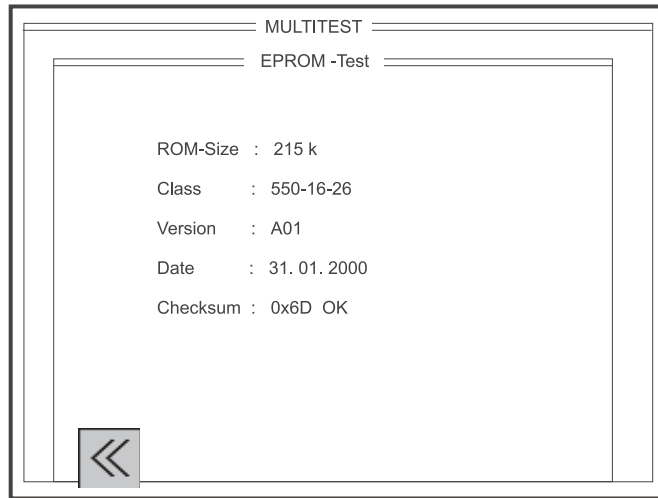 MULTITEST
EPROM -Test
ROM-Size : 215 k
Class : 550-16-26
Version : A01
Date : 31. 01. 2000
Checksum : 0x6D OK